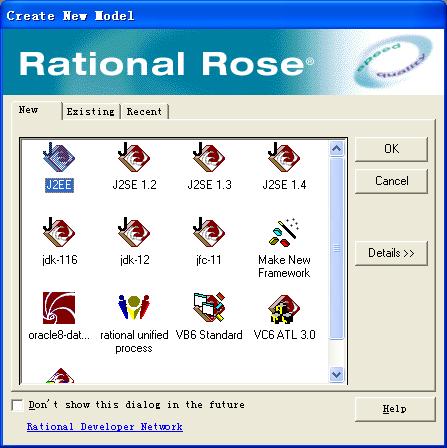 Create New Model
Rational Rose®
speed
quality
New
Existing
Recent
J2EE
J2SE 1.2
J2SE 1.3
J2SE 1.4
OK
Cancel
jdk-116
jdk-12
jfc-11
Make New
Framework
Details >>
oracle8-dat...
rational unified
process
VB6 Standard
VC6 ATL 3.0
Don't show this dialog in the future
Help
Rational Developer Network